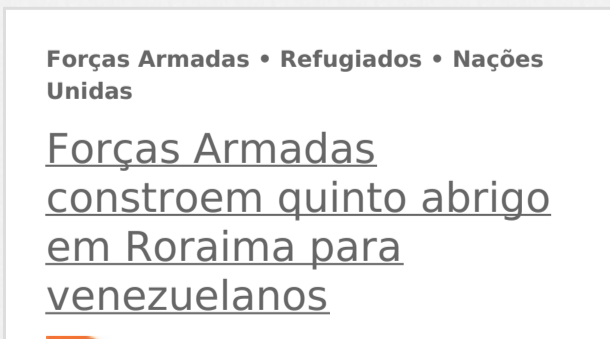 Forças Armadas • Refugiados • Nações
Unidas
Forças Armadas
constroem quinto abrigo
em Roraima para
venezuelanos